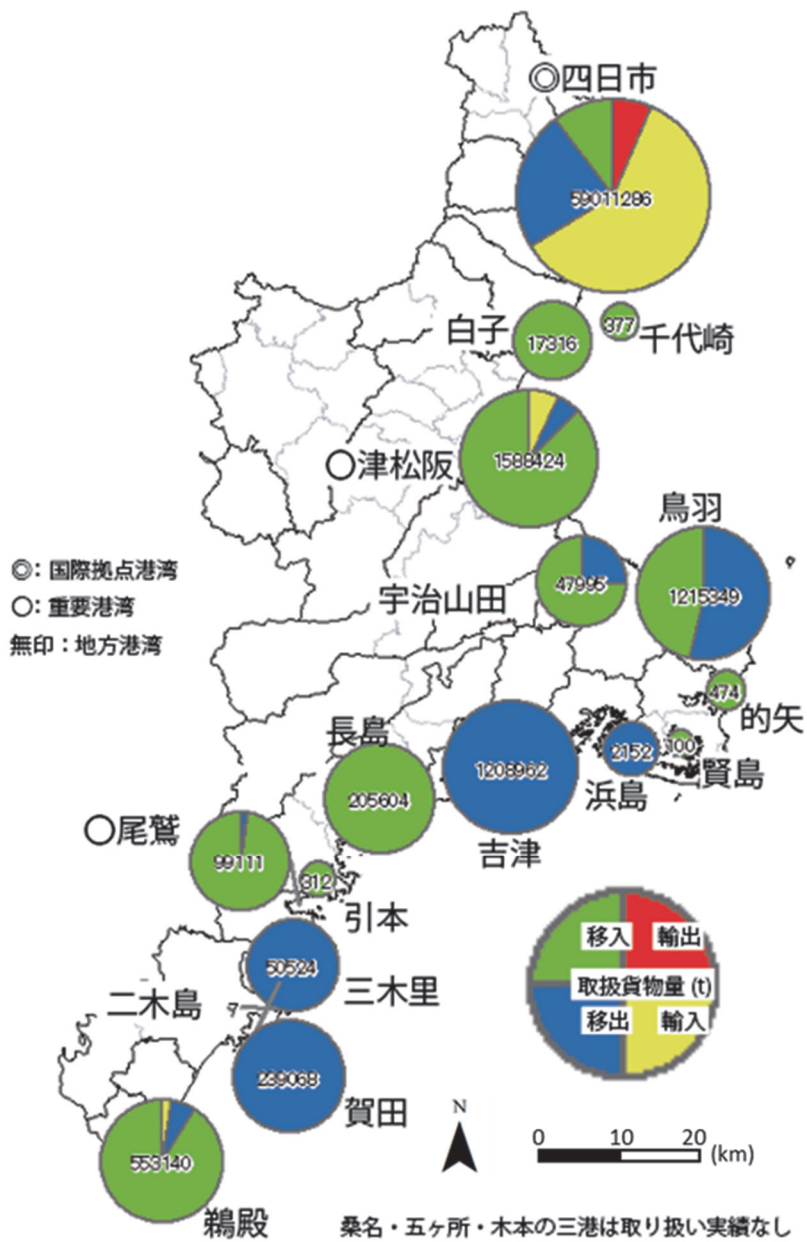 ◎四日市
59011286
白子
17316
377
千代崎
〇津松阪
1588424
鳥羽
1215349
宇治山田
47995
◎：国際拠点港湾
〇：重要港湾
無印：地方港湾
474
的矢
長島
205604
1208962
吉津
2152
浜島
100
賢島
〇尾鷲
99111
312
引本
50524
三木里
二木島
239068
賀田
553140
鵜殿
移入 輸出
取扱貨物量 (t)
移出 輸入
N
0 10 20 (km)
桑名・五ヶ所・木本の三港は取り扱い実績なし